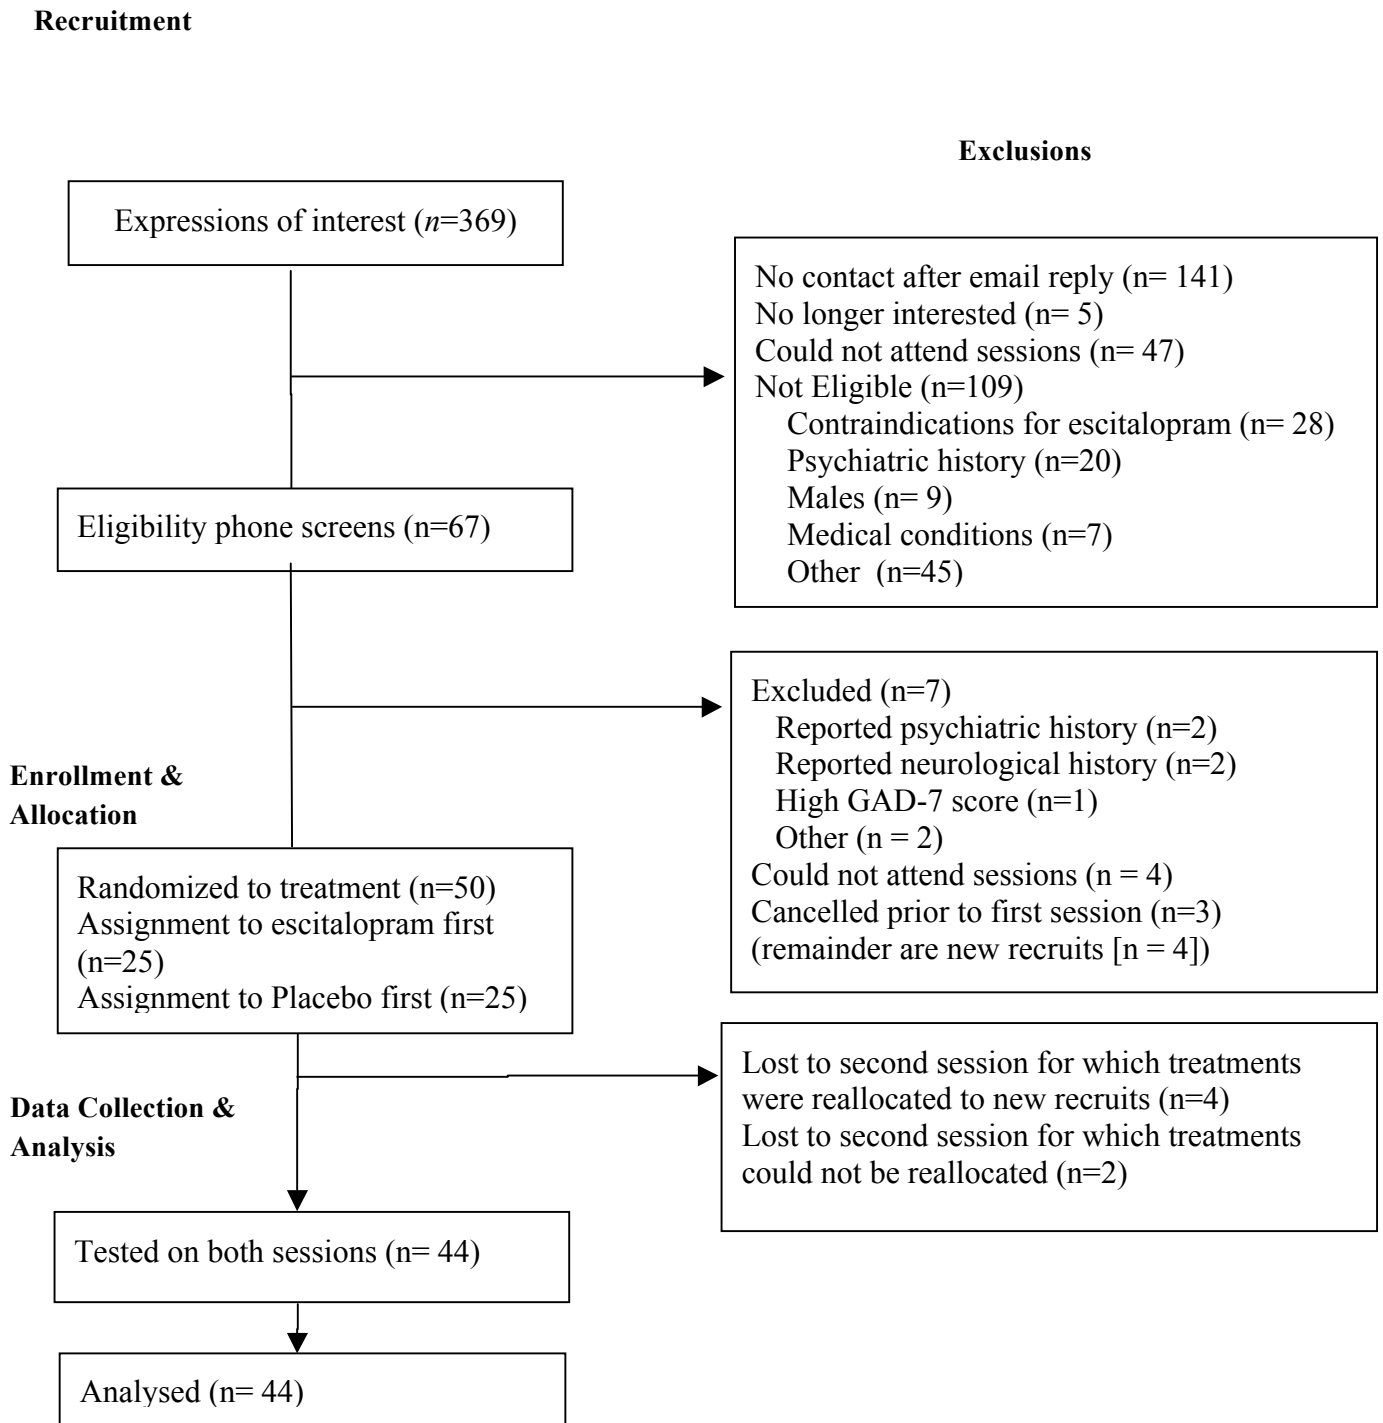 Recruitment
Exclusions
Expressions of interest (n=369)
No contact after email reply (n= 141)
No longer interested (n= 5)
Could not attend sessions (n= 47)
Not Eligible (n=109)
Contraindications for escitalopram (n= 28)
Psychiatric history (n=20)
Males (n= 9)
Medical conditions (n=7)
Other (n=45)
Eligibility phone screens (n=67)
Excluded (n=7)
Reported psychiatric history (n=2)
Reported neurological history (n=2)
High GAD-7 score (n=1)
Other (n = 2)
Could not attend sessions (n = 4)
Cancelled prior to first session (n=3)
(remainder are new recruits [n = 4])
Enrollment &
Allocation
Randomized to treatment (n=50)
Assignment to escitalopram first
(n=25)
Assignment to Placebo first (n=25)
Lost to second session for which treatments
were reallocated to new recruits (n=4)
Lost to second session for which treatments
could not be reallocated (n=2)
Data Collection &
Analysis
Tested on both sessions (n= 44)
Analysed (n= 44)